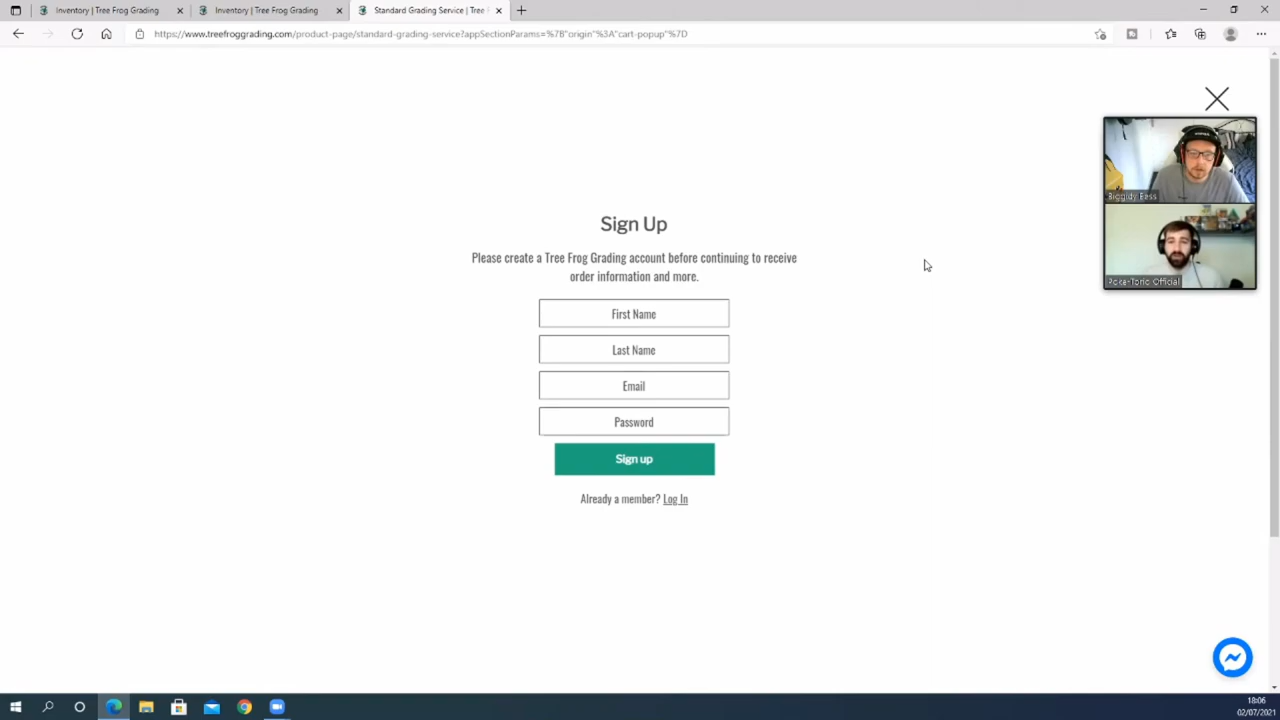 Inventory | Tree Frog Grading
Inventory | Tree Frog Grading
Standard Grading Service | Tree
https://www.treefroggrading.com/product-page/standard-grading-service?appSectionParams=%7B"origin"%3A"cart-popup"%7D
Biggidy Bess
Poke-Toric Official
Sign Up
Please create a Tree Frog Grading account before continuing to receive
order information and more.
First Name
Last Name
Email
Password
Sign up
Already a member? Log In
18:06
02/07/2021